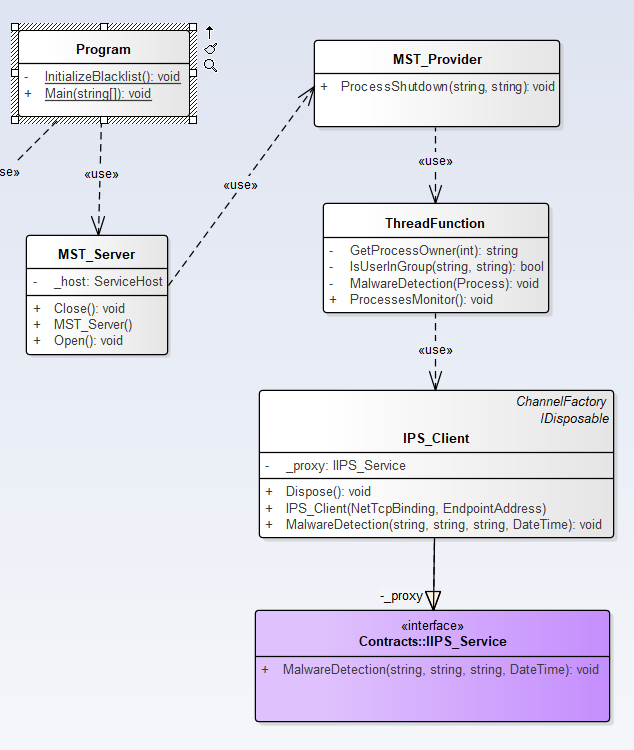 Program
- InitializeBlacklist(): void
+ Main(string[]): void
se»
«use»
MST_Server
- _host: ServiceHost
+ Close(): void
+ MST_Server()
+ Open(): void
«use»
MST_Provider
+ ProcessShutdown(string, string): void
«use»
ThreadFunction
- GetProcessOwner(int): string
- IsUserInGroup(string, string): bool
- MalwareDetection(Process): void
+ ProcessesMonitor(): void
«use»
ChannelFactory
IDisposable
IPS_Client
- _proxy: IIPS_Service
+ Dispose(): void
+ IPS_Client(NetTcpBinding, EndpointAddress)
+ MalwareDetection(string, string, string, DateTime): void
-_proxy
«interface»
Contracts::IIPS_Service
+ MalwareDetection(string, string, string, DateTime): void